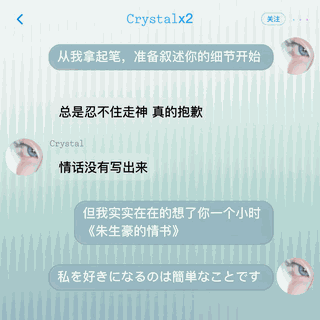 Crystalx2
关注
从我拿起笔，准备叙述你的细节开始
总是忍不住走神 真的抱歉
Crystal
情话没有写出来
但我实实在在的想了你一个小时
《朱生豪的情书》
私を好きになるのは簡単なことです